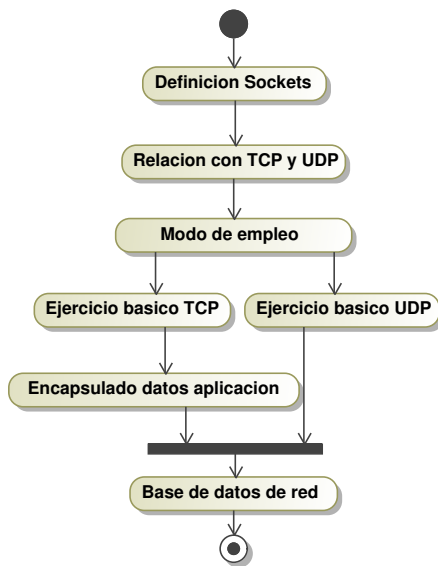 Definicion Sockets
Relacion con TCP y UDP
Modo de empleo
Ejercicio basico TCP
Ejercicio basico UDP
Encapsulado datos aplicacion
Base de datos de red